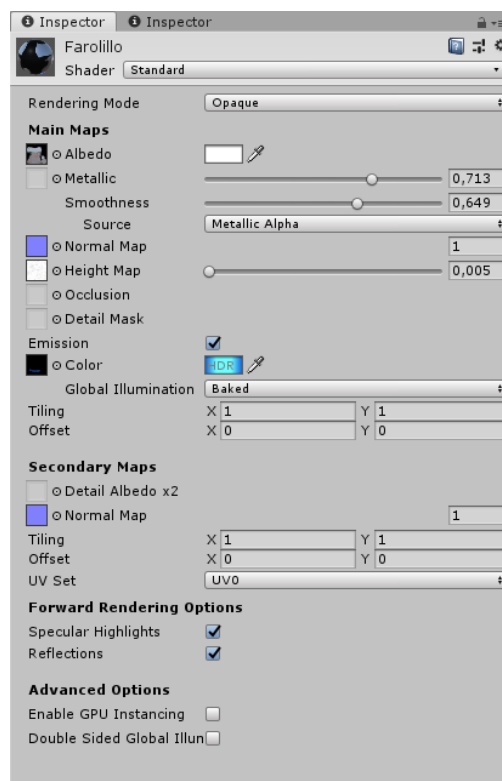 Inspector Inspector
Farolillo
Shader Standard
Rendering Mode Opaque
Main Maps
Albedo
Metallic 0,713
Smoothness 0,649
Source Metallic Alpha
Normal Map 1
Height Map 0,005
Occlusion
Detail Mask
Emission
Color HDR
Global Illumination Baked
Tiling X 1 Y 1
Offset X 0 Y 0
Secondary Maps
Detail Albedo x2
Normal Map 1
Tiling X 1 Y 1
Offset X 0 Y 0
UV Set UV0
Forward Rendering Options
Specular Highlights
Reflections
Advanced Options
Enable GPU Instancing
Double Sided Global Illun